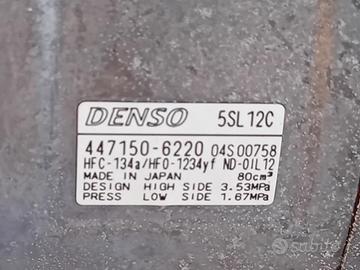 DENSO 5SL12C
447150-6220 04S00758
HFC-134a/HFO-1234yf ND-OIL12
MADE IN JAPAN 80cm³
DESIGN HIGH SIDE 3.53MPa
PRESS LOW SIDE 1.67MPa
subito